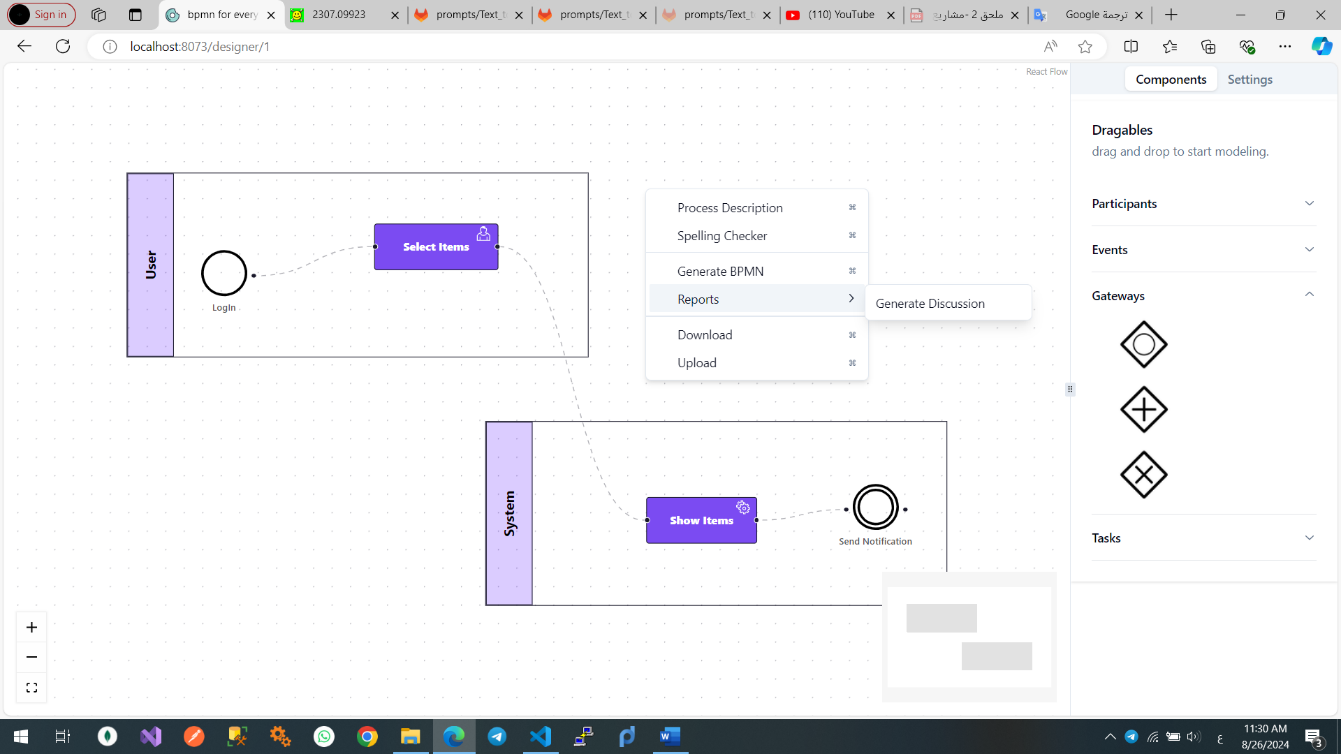 Sign in
bpmn for every
2307.09923
prompts/Text_t
prompts/Text_t
prompts/Text_t
(110) YouTube
ملحق 2 -مشاريع
ترجمة Google
localhost:8073/designer/1
React Flow
Components
Settings
Dragables
drag and drop to start modeling.
Participants
Events
Gateways
Tasks
User
LogIn
Select Items
Process Description ⌘
Spelling Checker ⌘
Generate BPMN ⌘
Reports
Generate Discussion
Download ⌘
Upload ⌘
System
Show Items
Send Notification
11:30 AM
8/26/2024
ع
3